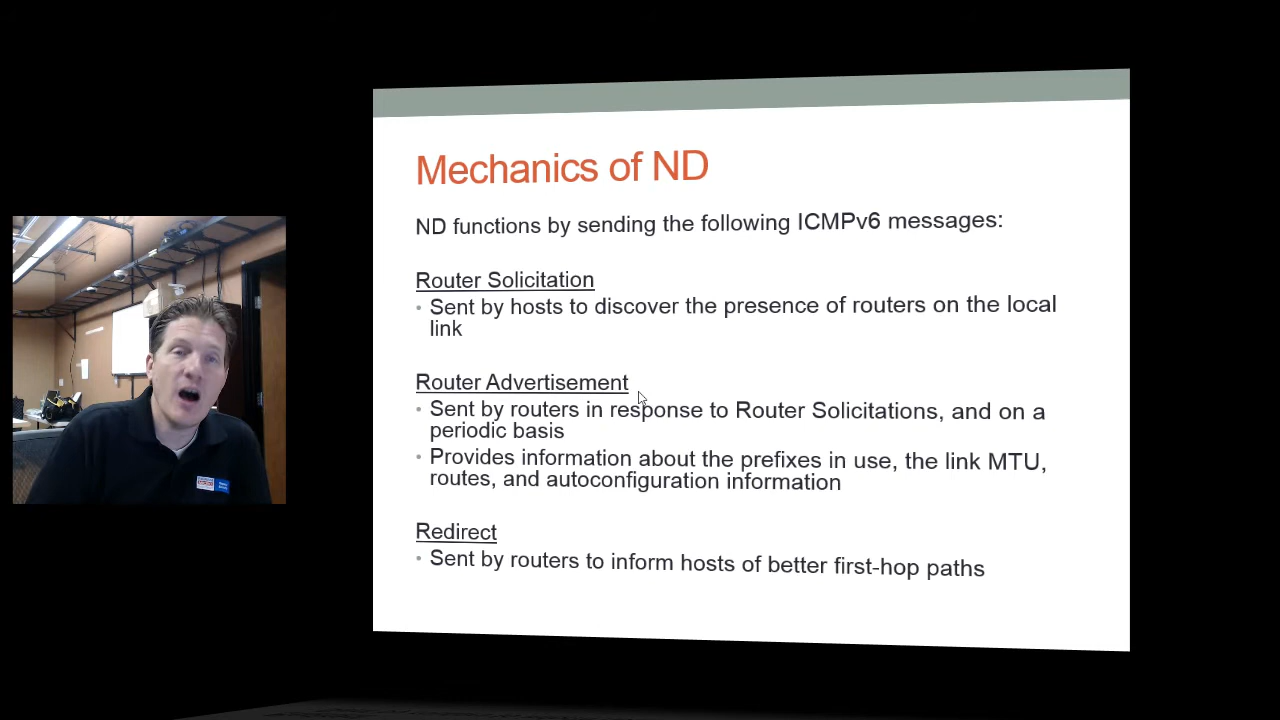 Mechanics of ND
ND functions by sending the following ICMPv6 messages:
Router Solicitation
• Sent by hosts to discover the presence of routers on the local
link
Router Advertisement
• Sent by routers in response to Router Solicitations, and on a
periodic basis
• Provides information about the prefixes in use, the link MTU,
routes, and autoconfiguration information
Redirect
• Sent by routers to inform hosts of better first-hop paths